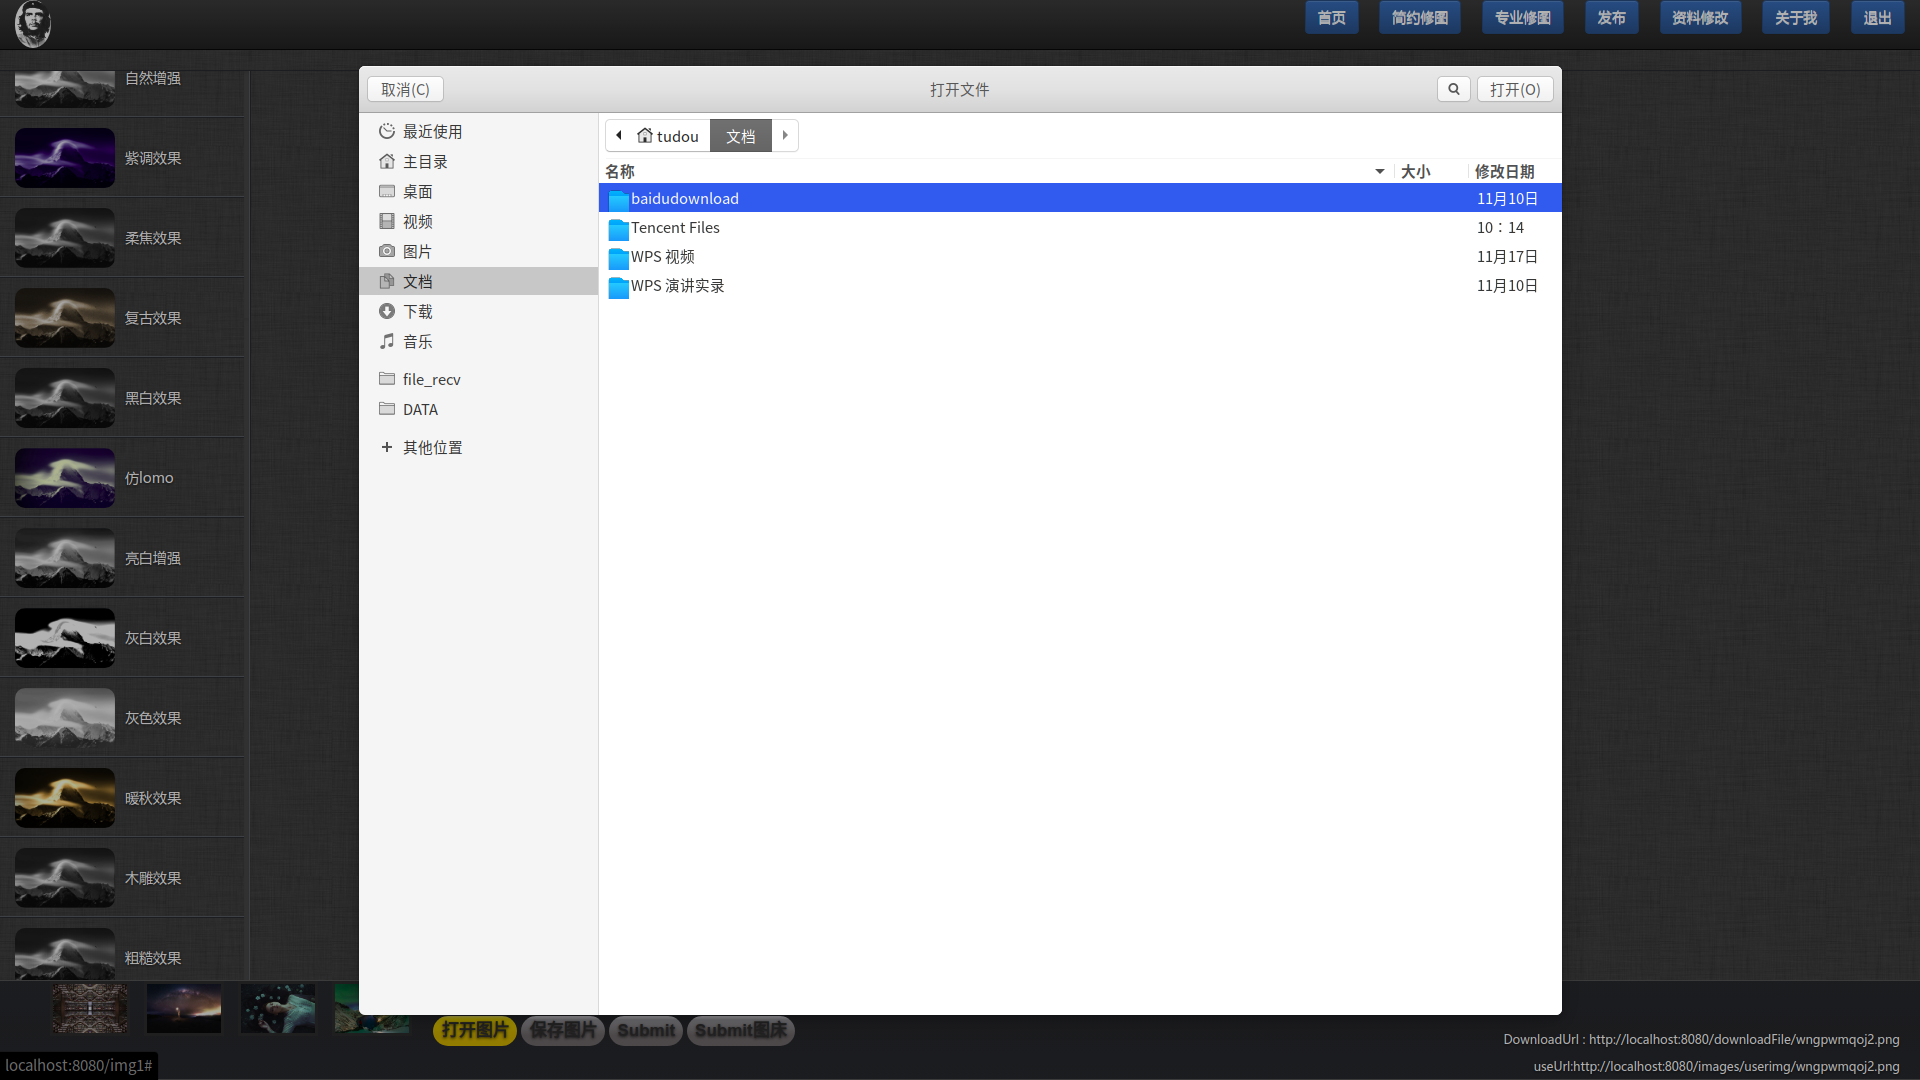 首页 简约修图 专业修图 发布 资料修改 关于我 退出
自然增强
紫调效果
柔焦效果
复古效果
黑白效果
仿lomo
亮白增强
灰白效果
灰色效果
暖秋效果
木雕效果
粗糙效果
取消(C) 打开文件 打开(O)
最近使用
主目录
桌面
视频
图片
文档
下载
音乐
file_recv
DATA
其他位置
tudou 文档
名称 大小 修改日期
baidudownload 11月10日
Tencent Files 10：14
WPS 视频 11月17日
WPS 演讲实录 11月10日
打开图片 保存图片 Submit Submit图床
DownloadUrl : http://localhost:8080/downloadFile/wngpwmqoj2.png
useUrl:http://localhost:8080/images/userimg/wngpwmqoj2.png
localhost:8080/img1#